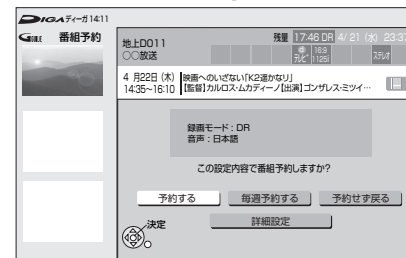 DIGA ディーガ 14:11
GUIDE 番組予約
地上D011
○○放送
残量 17:46 DR 4/21(水) 23:37
テレビ
16:9
1125i
ステレオ
4月22日(木) 映画へのいざない「K2遥かなり」
14:35~16:10 【監督】カルロス・ムカディーノ【出演】ゴンザレス・ミツイ…
録画モード:DR
音声:日本語
この設定内容で番組予約しますか?
予約する 毎週予約する 予約せず戻る
決定
詳細設定